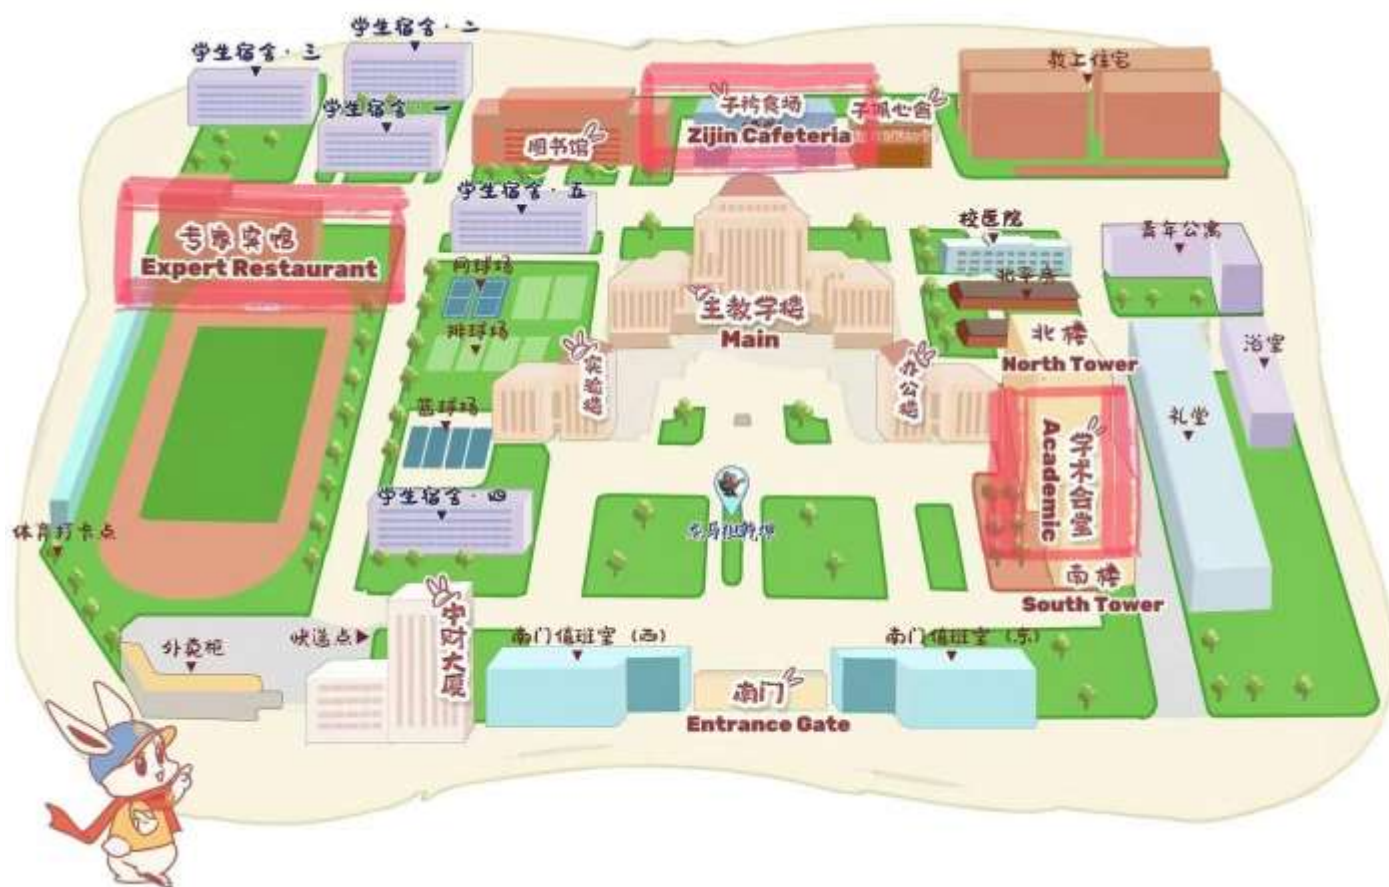 学生宿舍·二
学生宿舍·三
教工住宅
学生宿舍·一
子衿食场
Zijin Cafeteria
子佩心舍
图书馆
学生宿舍·五
专家宾馆
Expert Restaurant
校医院
青年公寓
网球场
北平房
主教学楼
Main
排球场
北楼
North Tower
浴室
实验楼
办公楼
篮球场
礼堂
学术会堂
Academic
学生宿舍·四
龙马担乾坤
体育打卡点
南楼
South Tower
中财大厦
快递点
外卖柜
南门值班室（西）
南门值班室（东）
南门
Entrance Gate